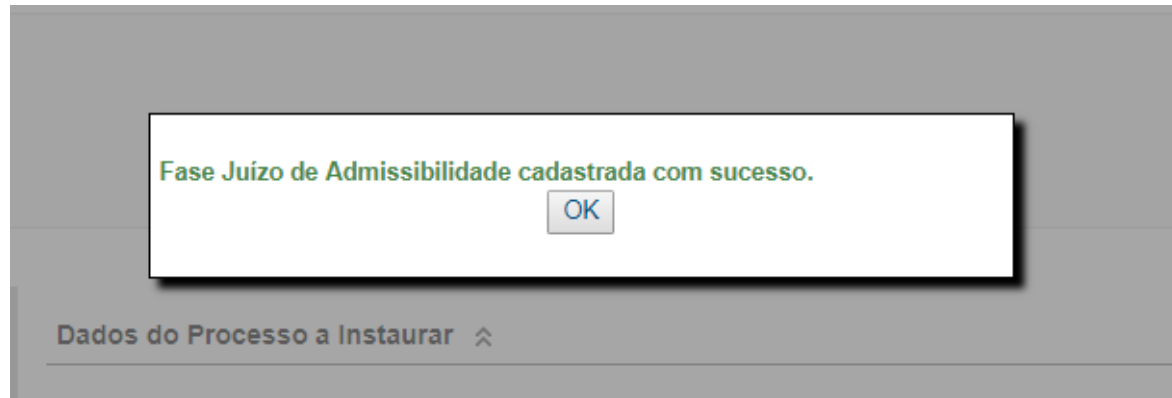 Fase Juízo de Admissibilidade cadastrada com sucesso.
OK
Dados do Processo a Instaurar